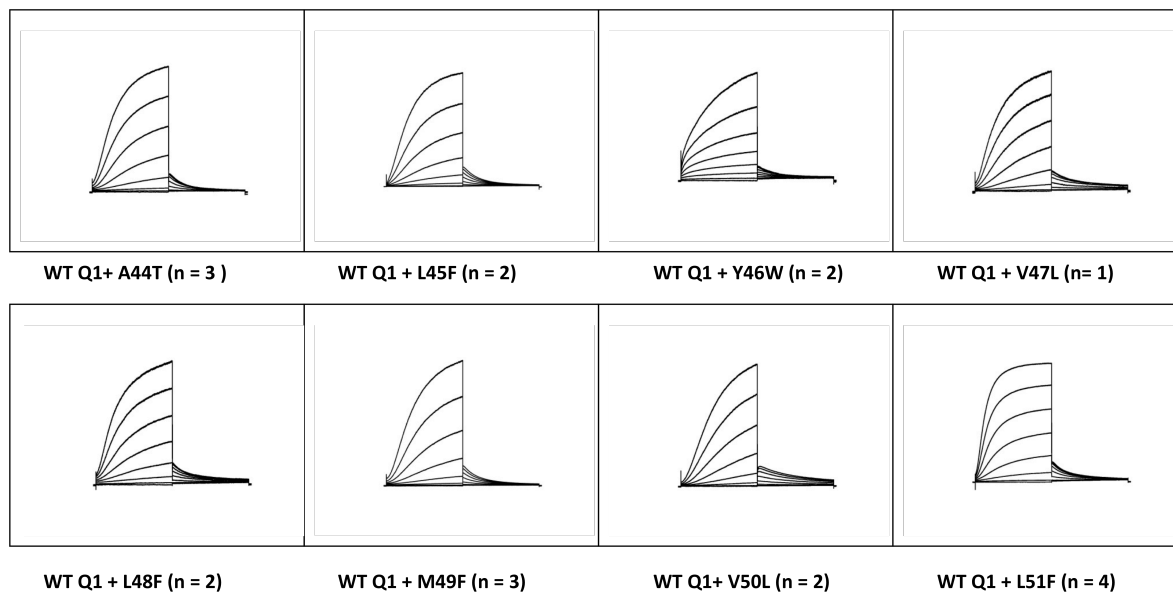 WT Q1+ A44T (n = 3 )
WT Q1 + L45F (n = 2)
WT Q1 + Y46W (n = 2)
WT Q1 + V47L (n= 1)
WT Q1 + L48F (n = 2)
WT Q1 + M49F (n = 3)
WT Q1+ V50L (n = 2)
WT Q1 + L51F (n = 4)